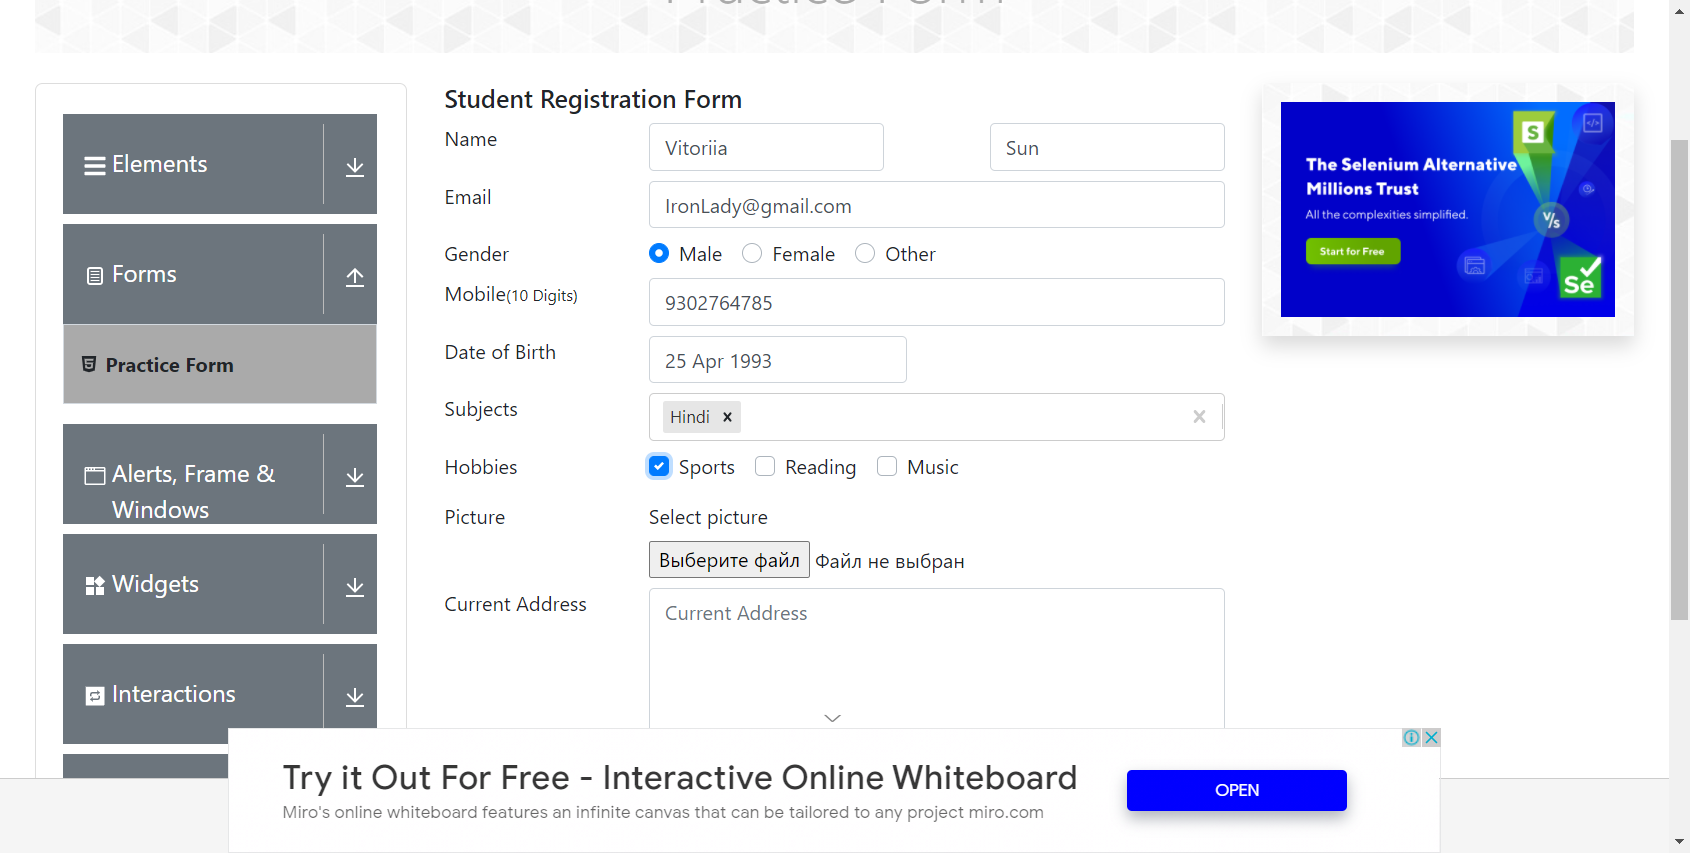 Practice Form
Elements
Forms
Practice Form
Alerts, Frame &
Windows
Widgets
Interactions
Student Registration Form
Name
Vitoriia
Sun
Email
IronLady@gmail.com
Gender
Male
Female
Other
Mobile(10 Digits)
9302764785
Date of Birth
25 Apr 1993
Subjects
Hindi
Hobbies
Sports
Reading
Music
Picture
Select picture
Выберите файл Файл не выбран
Current Address
Current Address
The Selenium Alternative
Millions Trust
All the complexities simplified.
Start for Free
S
V/s
Se
Try it Out For Free - Interactive Online Whiteboard
Miro's online whiteboard features an infinite canvas that can be tailored to any project miro.com
OPEN